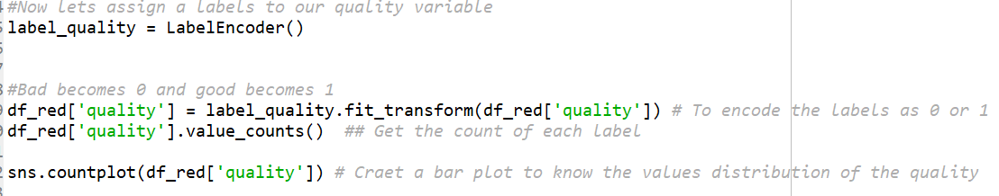 #Now lets assign a labels to our quality variable
label_quality = LabelEncoder()
#Bad becomes 0 and good becomes 1
df_red['quality'] = label_quality.fit_transform(df_red['quality']) # To encode the labels as 0 or 1
df_red['quality'].value_counts()  ## Get the count of each label
sns.countplot(df_red['quality']) # Craet a bar plot to know the values distribution of the quality